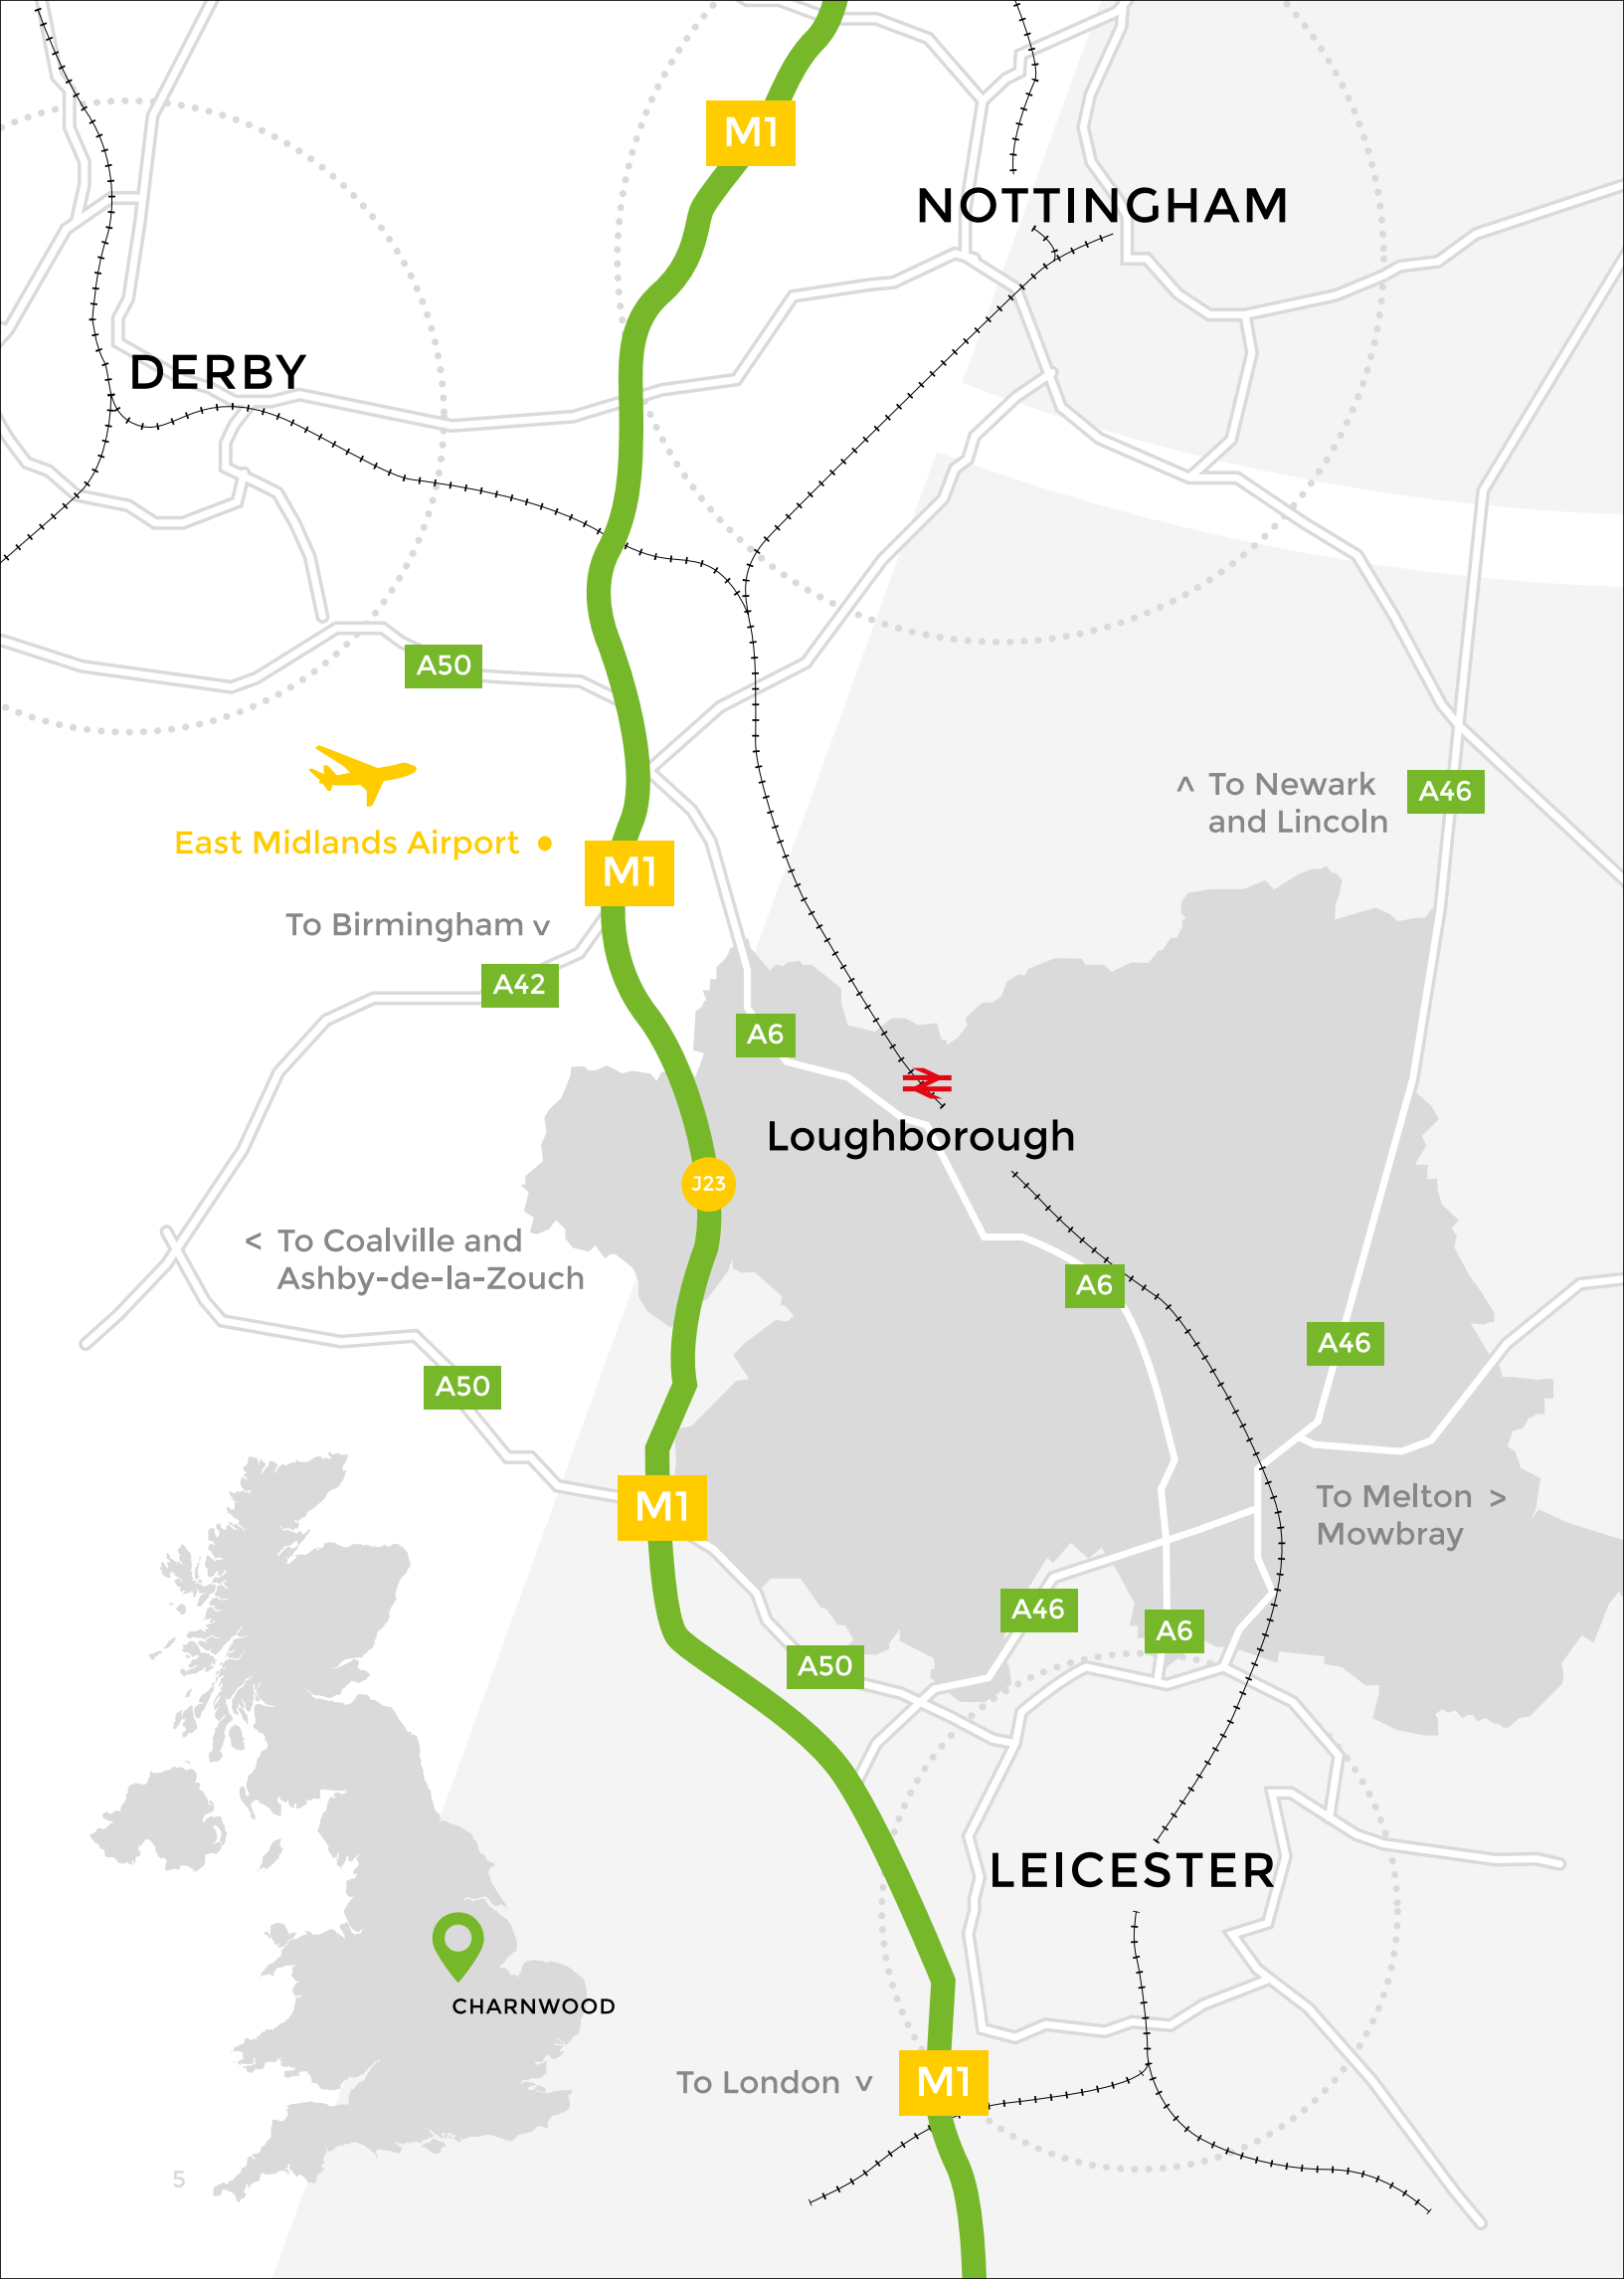 M1
NOTTINGHAM
DERBY
A50
^ To Newark
and Lincoln
A46
East Midlands Airport
M1
To Birmingham v
A42
A6
Loughborough
J23
< To Coalville and
Ashby-de-la-Zouch
A6
A46
A50
M1
To Melton >
Mowbray
A46
A6
A50
LEICESTER
CHARNWOOD
To London v
M1
5